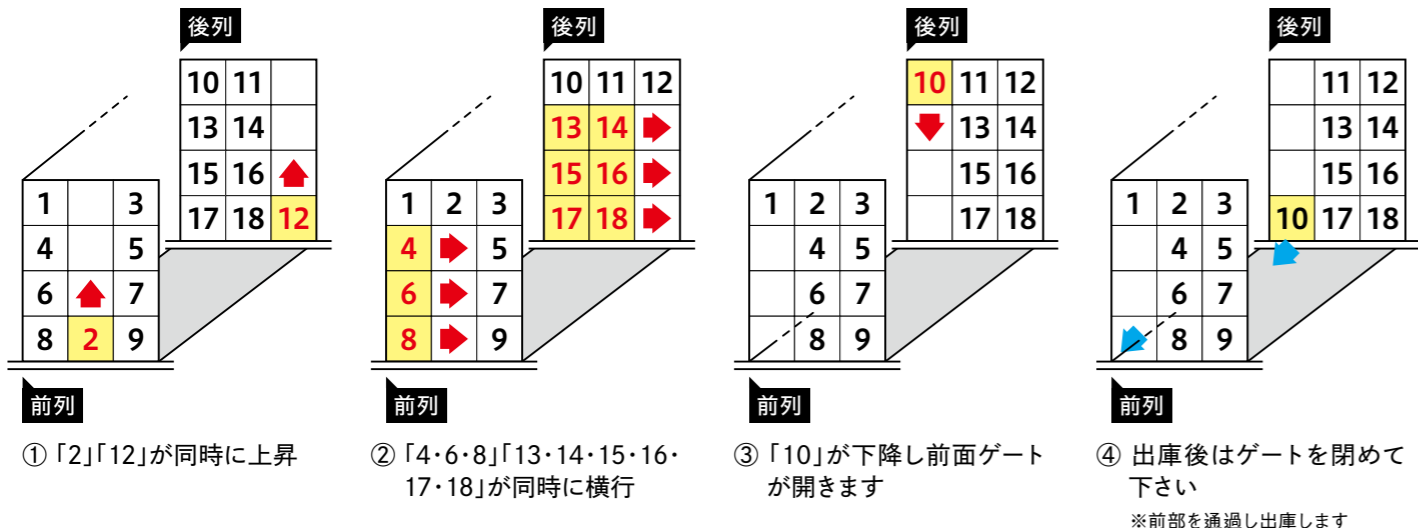 後列
10 11
13 14
15 16
17 18 12
1 3
4 5
6 7
8 2 9
前列
① 「2」「12」が同時に上昇
後列
10 11 12
13 14
15 16
17 18
1 2 3
4 5
6 7
8 9
前列
② 「4・6・8」「13・14・15・16・
17・18」が同時に横行
後列
10 11 12
13 14
15 16
17 18
1 2 3
4 5
6 7
8 9
前列
③ 「10」が下降し前面ゲート
が開きます
後列
11 12
13 14
15 16
10 17 18
1 2 3
4 5
6 7
8 9
前列
④ 出庫後はゲートを閉めて
下さい
※前部を通過し出庫します